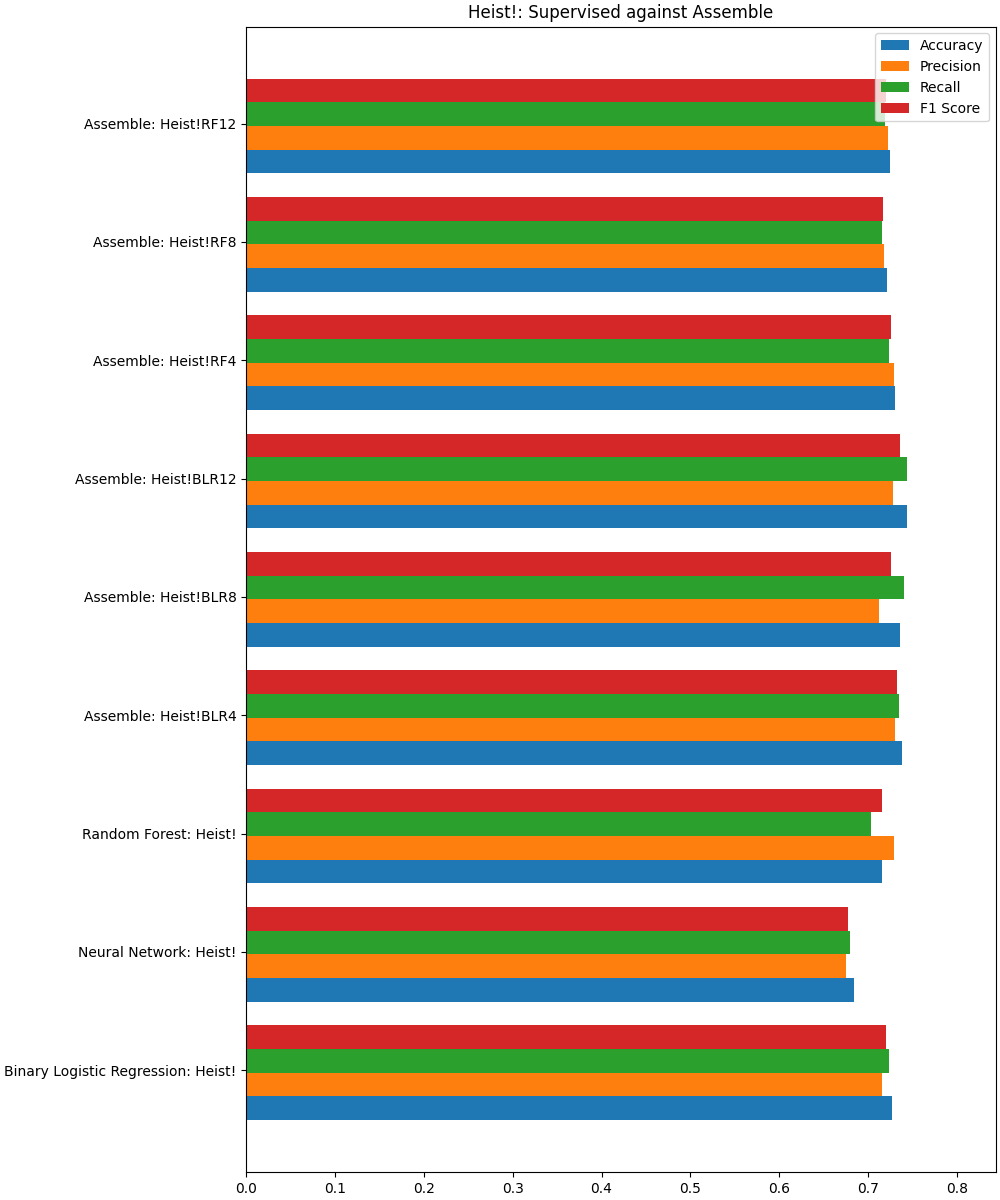 Heist!: Supervised against Assemble
Accuracy
Precision
Recall
F1 Score
Assemble: Heist!RF12
Assemble: Heist!RF8
Assemble: Heist!RF4
Assemble: Heist!BLR12
Assemble: Heist!BLR8
Assemble: Heist!BLR4
Random Forest: Heist!
Neural Network: Heist!
Binary Logistic Regression: Heist!
0.0 0.1 0.2 0.3 0.4 0.5 0.6 0.7 0.8